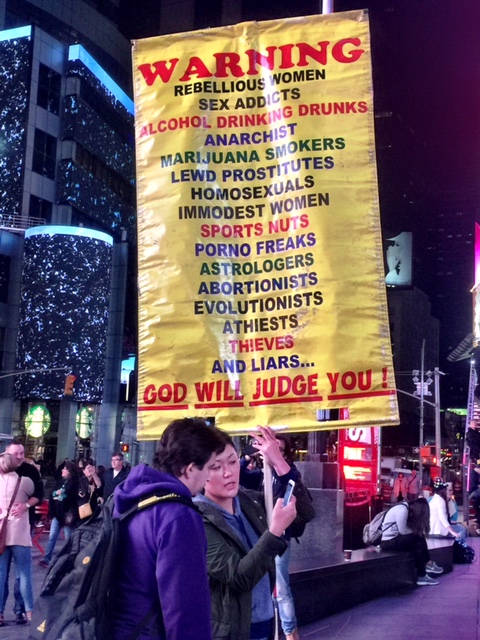 WARNING
REBELLIOUS WOMEN
SEX ADDICTS
ALCOHOL DRINKING DRUNKS
ANARCHIST
MARIJUANA SMOKERS
LEWD PROSTITUTES
HOMOSEXUALS
IMMODEST WOMEN
SPORTS NUTS
PORNO FREAKS
ASTROLOGERS
ABORTIONISTS
EVOLUTIONISTS
ATHIESTS
THIEVES
AND LIARS...
GOD WILL JUDGE YOU !